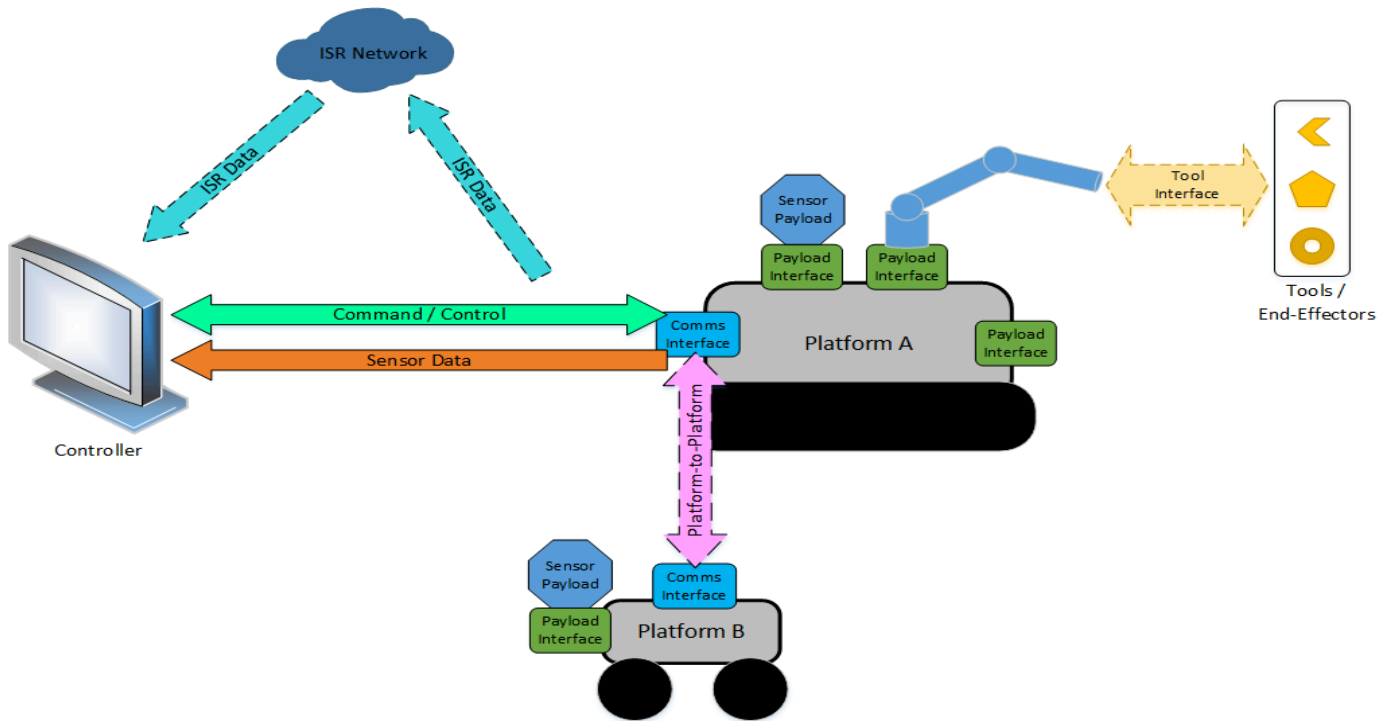 ISR Network
ISR Data
ISR Data
Sensor
Payload
Tool
Interface
Payload
Interface
Payload
Interface
Tools /
End-Effectors
Command / Control
Comms
Interface
Platform A
Payload
Interface
Sensor Data
Controller
Platform-to-Platform
Sensor
Payload
Comms
Interface
Payload
Interface
Platform B